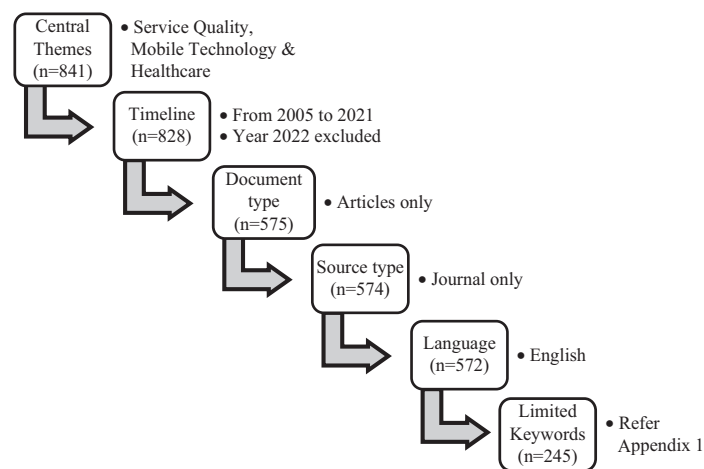 Central
Themes
(n=841)
• Service Quality,
Mobile Technology &
Healthcare
Timeline
(n=828)
• From 2005 to 2021
• Year 2022 excluded
Document
type
(n=575)
• Articles only
Source type
(n=574)
• Journal only
Language
(n=572)
• English
Limited
Keywords
(n=245)
• Refer
Appendix 1